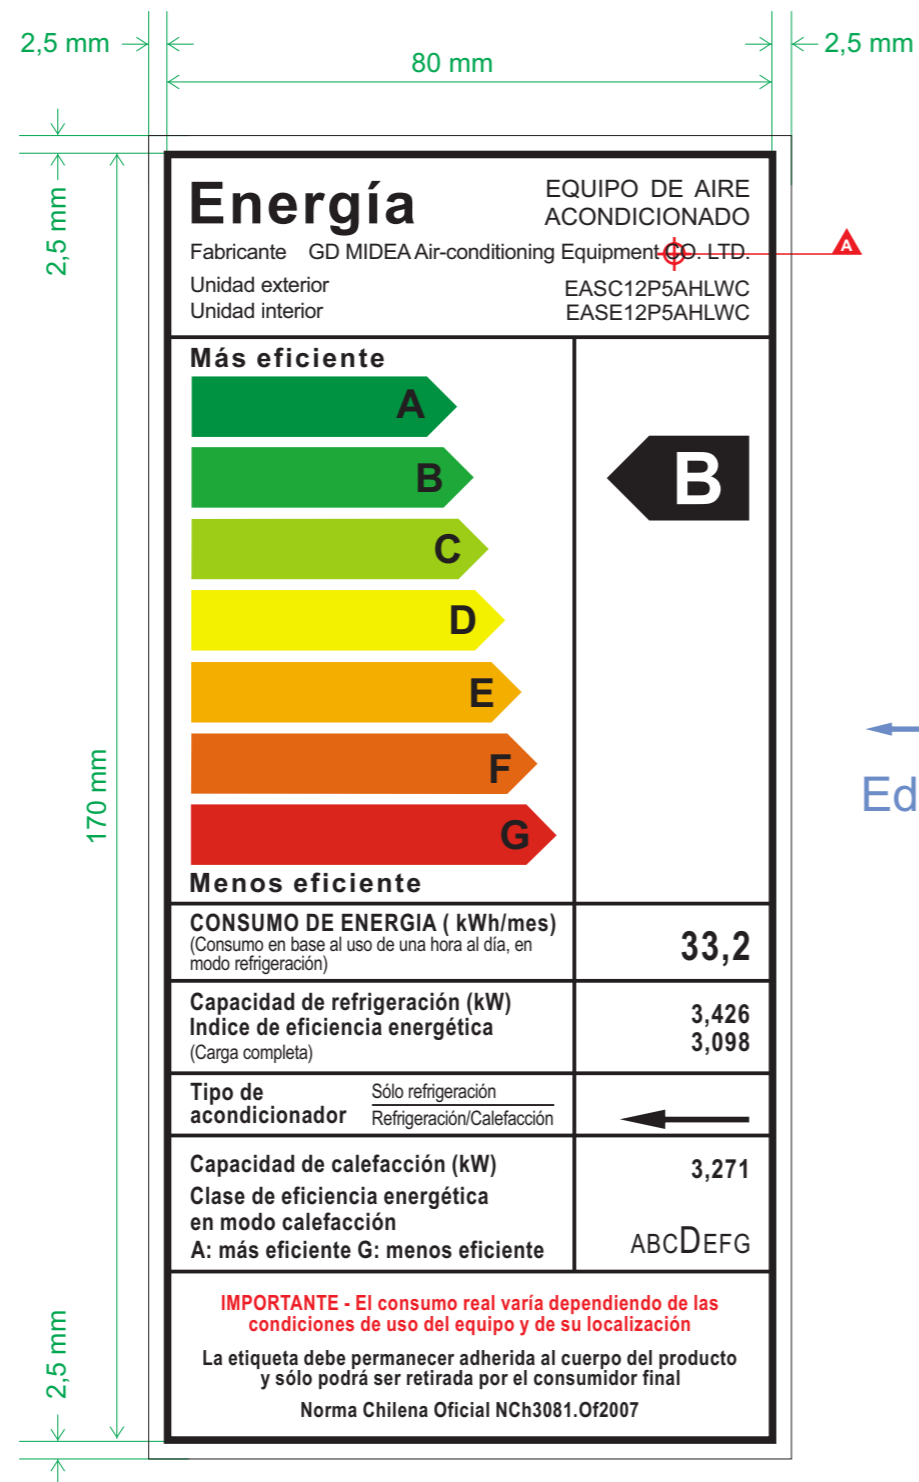 2,5 mm
80 mm
2,5 mm
2,5 mm
Energía
EQUIPO DE AIRE
ACONDICIONADO
Fabricante GD MIDEA Air-conditioning Equipment CO. LTD.
A
Unidad exterior EASC12P5AHLWC
Unidad interior EASE12P5AHLWC
Más eficiente
A
B
B
C
D
E
F
G
Menos eficiente
170 mm
Ed
CONSUMO DE ENERGIA ( kWh/mes)
(Consumo en base al uso de una hora al día, en
modo refrigeración)
33,2
Capacidad de refrigeración (kW) 3,426
Indice de eficiencia energética 3,098
(Carga completa)
Tipo de
acondicionador
Sólo refrigeración
Refrigeración/Calefacción
Capacidad de calefacción (kW) 3,271
Clase de eficiencia energética
en modo calefacción
A: más eficiente G: menos eficiente
ABCDEFG
IMPORTANTE - El consumo real varía dependiendo de las
condiciones de uso del equipo y de su localización
La etiqueta debe permanecer adherida al cuerpo del producto
y sólo podrá ser retirada por el consumidor final
Norma Chilena Oficial NCh3081.Of2007
2,5 mm